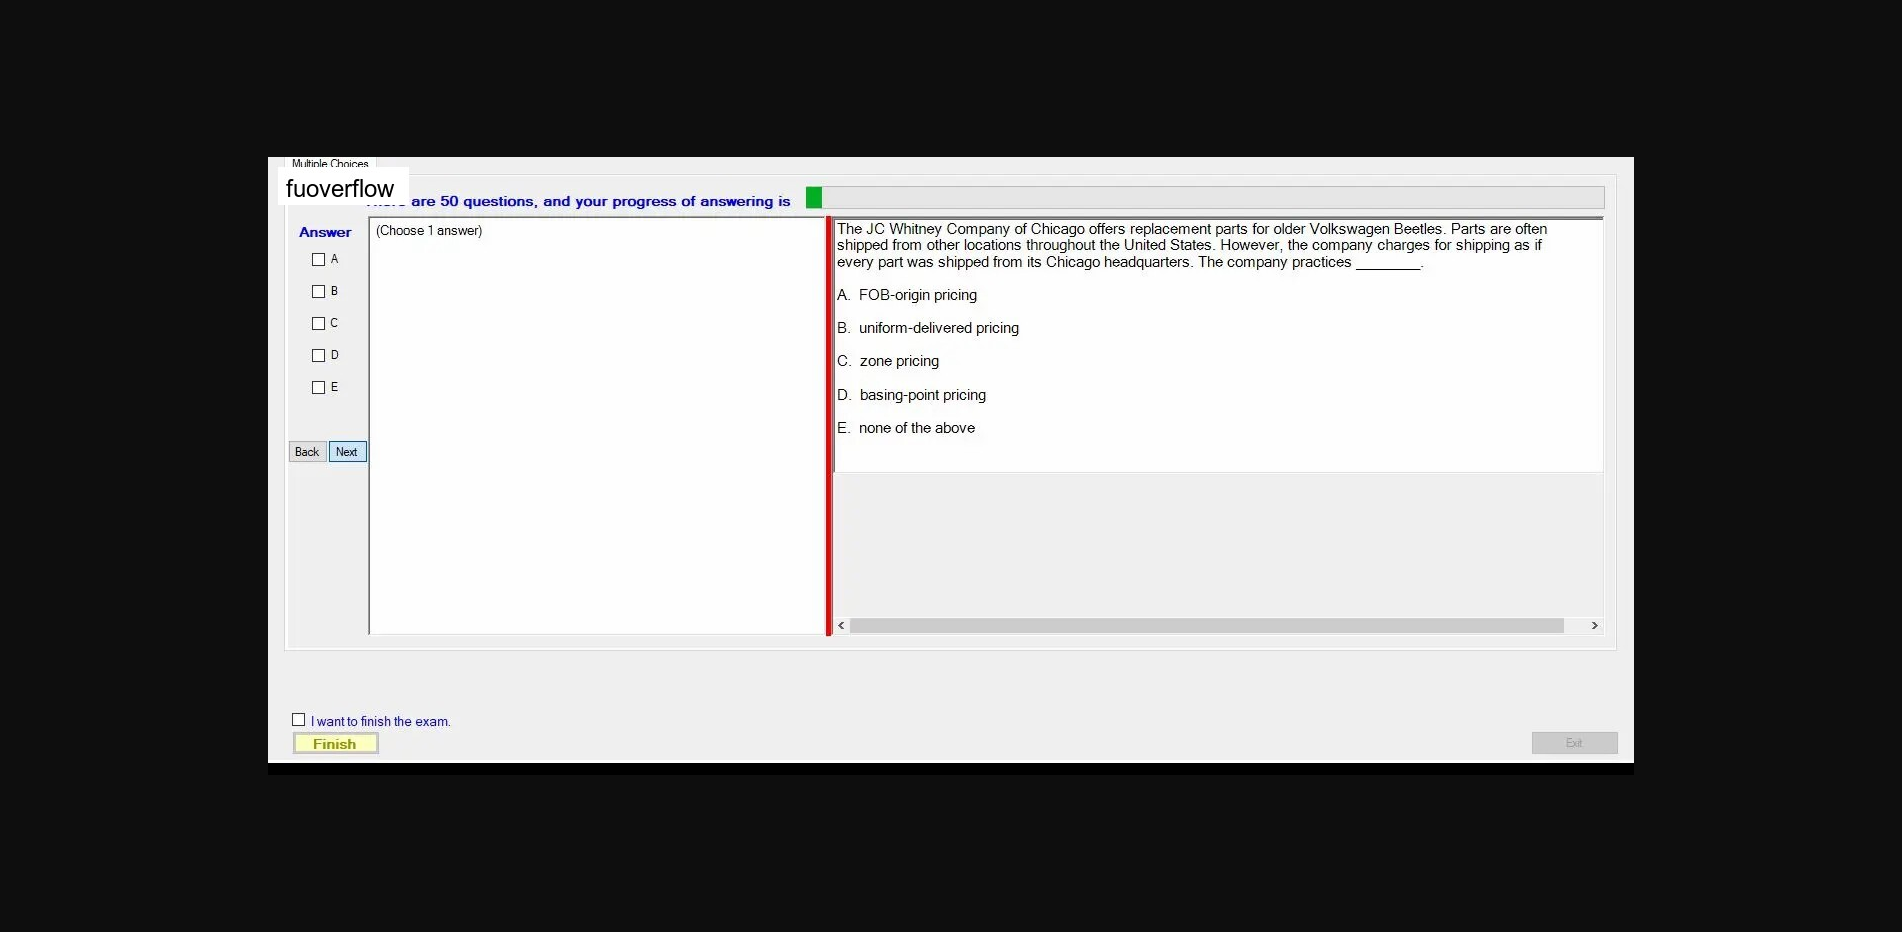 Multiple Choices
fuoverflow
are 50 questions, and your progress of answering is
Answer
(Choose 1 answer)
A
B
C
D
E
Back Next
The JC Whitney Company of Chicago offers replacement parts for older Volkswagen Beetles. Parts are often
shipped from other locations throughout the United States. However, the company charges for shipping as if
every part was shipped from its Chicago headquarters. The company practices ________.
A. FOB-origin pricing
B. uniform-delivered pricing
C. zone pricing
D. basing-point pricing
E. none of the above
I want to finish the exam.
Finish
Exit